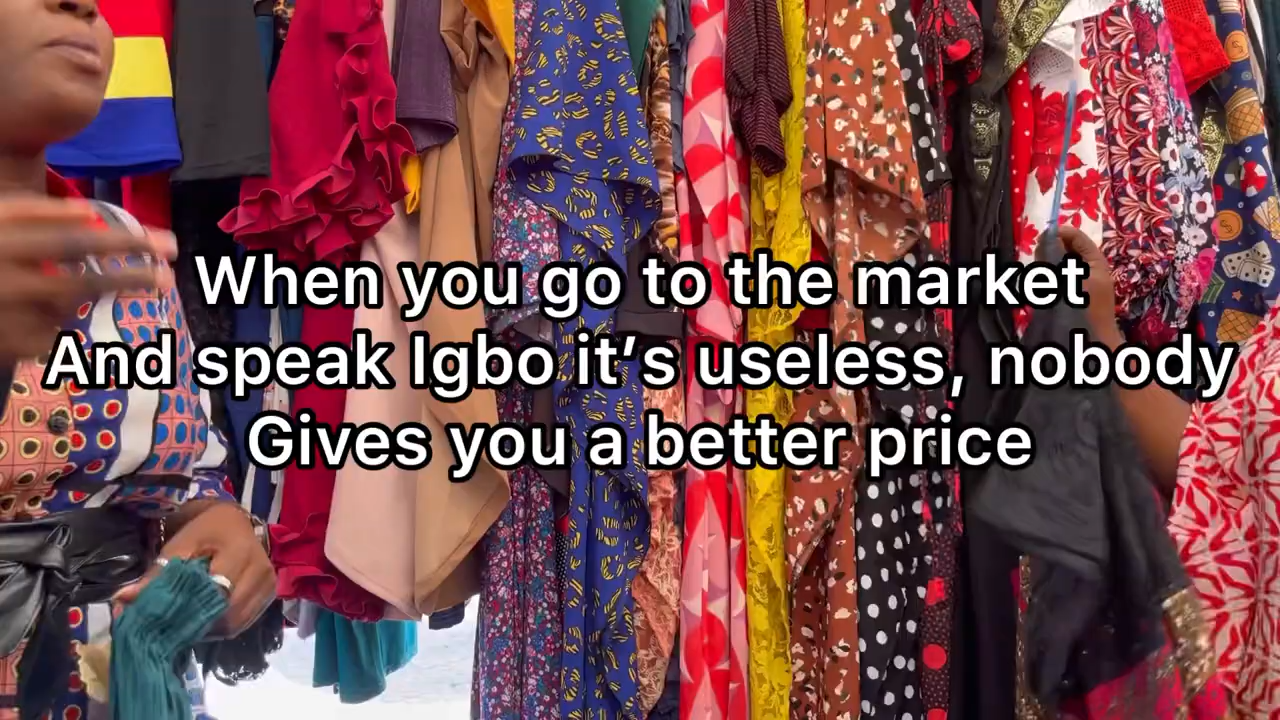 When you go to the market
And speak Igbo it’s useless, nobody
Gives you a better price